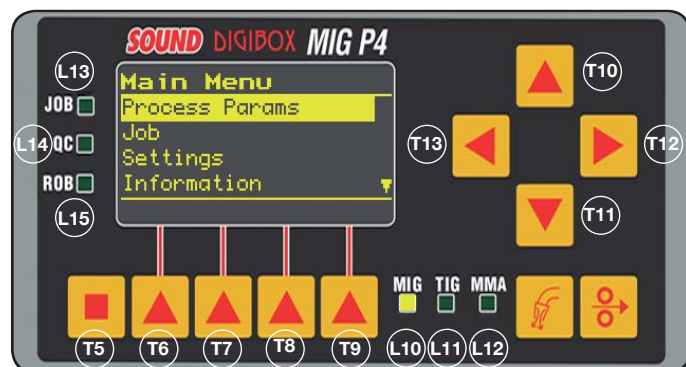 SOUND DIGIBOX MIG P4
L13
T10
Main Menu
JOB
Process Params
L14 QC
Job
T13
T12
Settings
ROB
Information
L15
T11
MIG TIG MMA
T5 T6 T7 T8 T9 L10 L11 L12